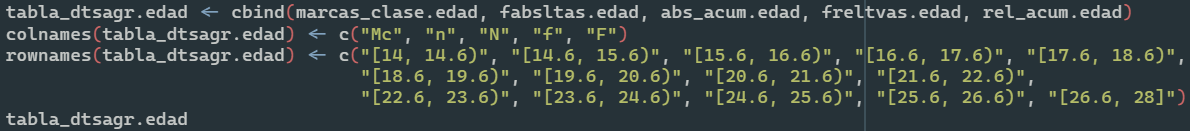 tabla_dtsagr.edad <- cbind(marcas_clase.edad, fabsltas.edad, abs_acum.edad, freltvas.edad, rel_acum.edad)
colnames(tabla_dtsagr.edad) <- c("Mc", "n", "N", "f", "F")
rownames(tabla_dtsagr.edad) <- c("[14, 14.6)", "[14.6, 15.6)", "[15.6, 16.6)", "[16.6, 17.6)", "[17.6, 18.6)",
"[18.6, 19.6)", "[19.6, 20.6)", "[20.6, 21.6)", "[21.6, 22.6)",
"[22.6, 23.6)", "[23.6, 24.6)", "[24.6, 25.6)", "[25.6, 26.6)", "[26.6, 28]")
tabla_dtsagr.edad